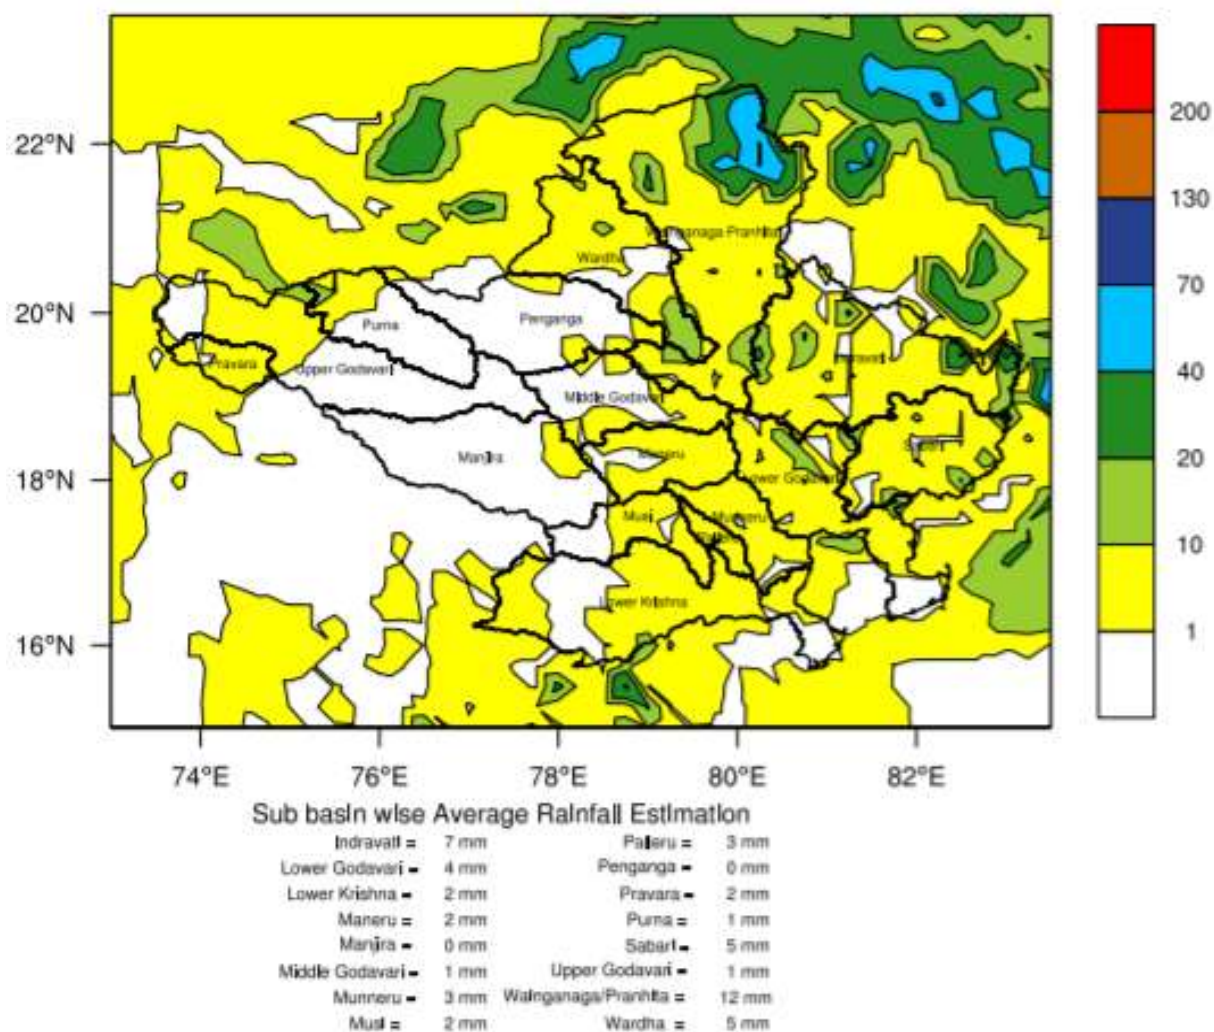 200
22°N
130
Wainganaga Pranhita
Wardha
70
20°N
Purna
Penganga
40
Pravara
Upper Godavari
Indravati
Middle Godavari
20
Manjira
Maneru
Sabari
18°N
Lower Godavari
10
Musi
Munneru
Lower Krishna
16°N
1
74°E 76°E 78°E 80°E 82°E
Sub basin wise Average Rainfall Estimation
Indravati = 7 mm Paleru = 3 mm
Lower Godavari = 4 mm Penganga = 0 mm
Lower Krishna = 2 mm Pravara = 2 mm
Maneru = 2 mm Purna = 1 mm
Manjira = 0 mm Sabari = 5 mm
Middle Godavari = 1 mm Upper Godavari = 1 mm
Munneru = 3 mm Wainganaga/Pranhita = 12 mm
Musi = 2 mm Wardha = 5 mm